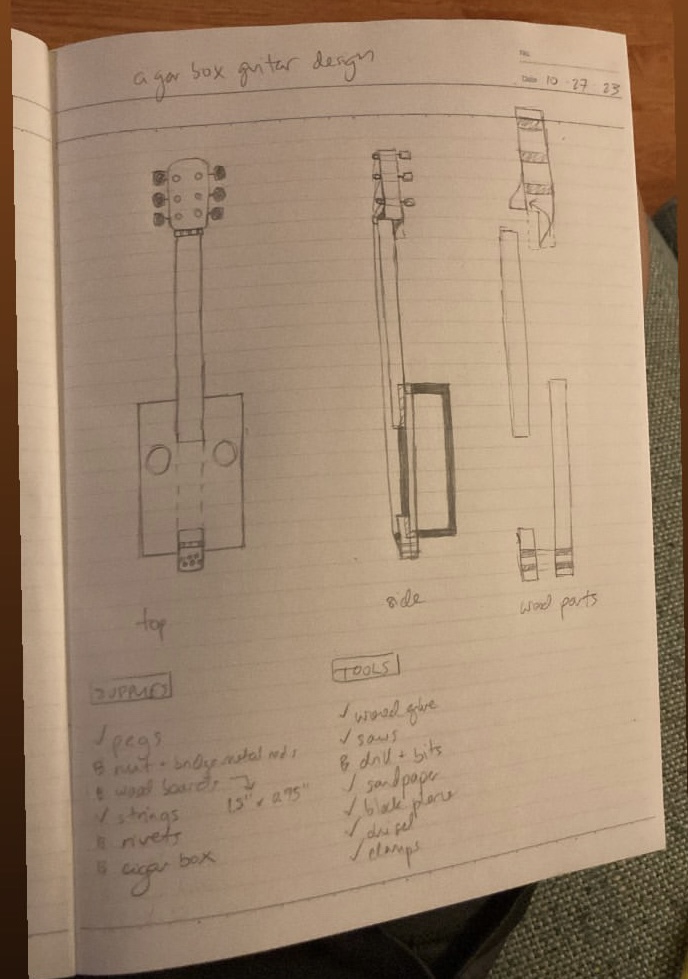 cigar box guitar design
No.
Date 10 27 23
top
side
wood parts
SUPPLIES
✓ pegs
nut + bridge metal rods
wood boards
1.5" x 2.75"
✓ strings
rivets
cigar box
TOOLS
✓ wood glue
✓ saws
drill + bits
✓ sandpaper
✓ block plane
✓ chisel
✓ clamps